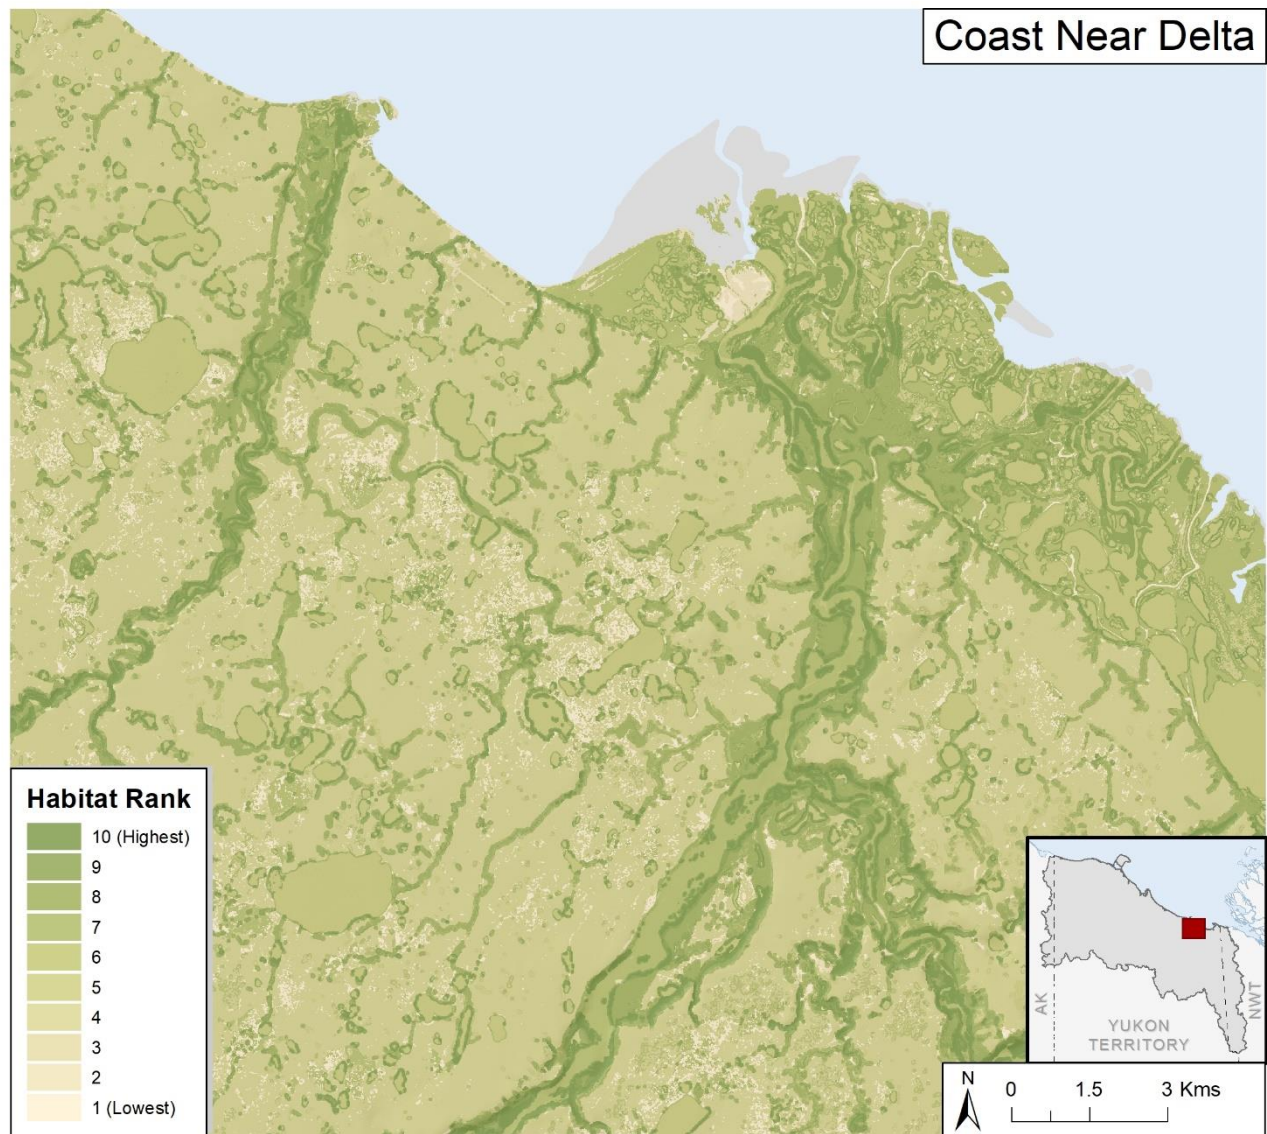 Coast Near Delta
Habitat Rank
10 (Highest)
9
8
7
6
5
4
3
2
1 (Lowest)
AK
YUKON
TERRITORY
NWT
N
0 1.5 3 Kms